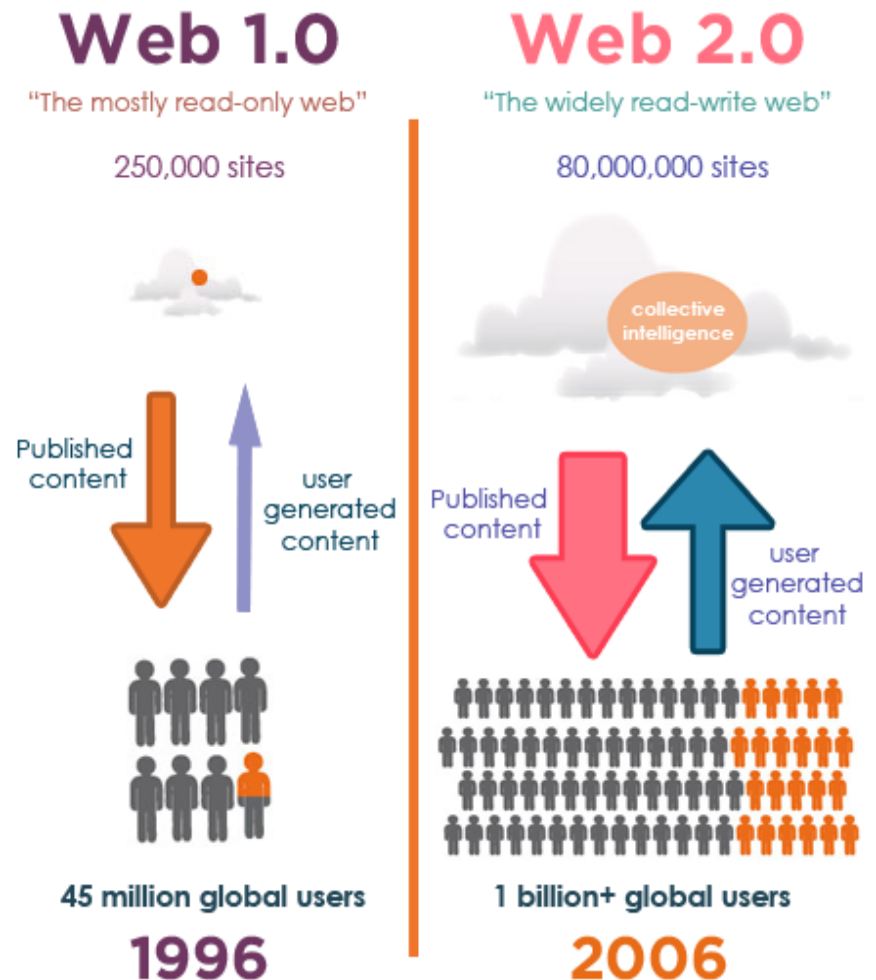 Web 1.0
“The mostly read-only web”
250,000 sites
Published
content
user
generated
content
45 million global users
1996
Web 2.0
“The widely read-write web”
80,000,000 sites
collective
intelligence
Published
content
user
generated
content
1 billion+ global users
2006